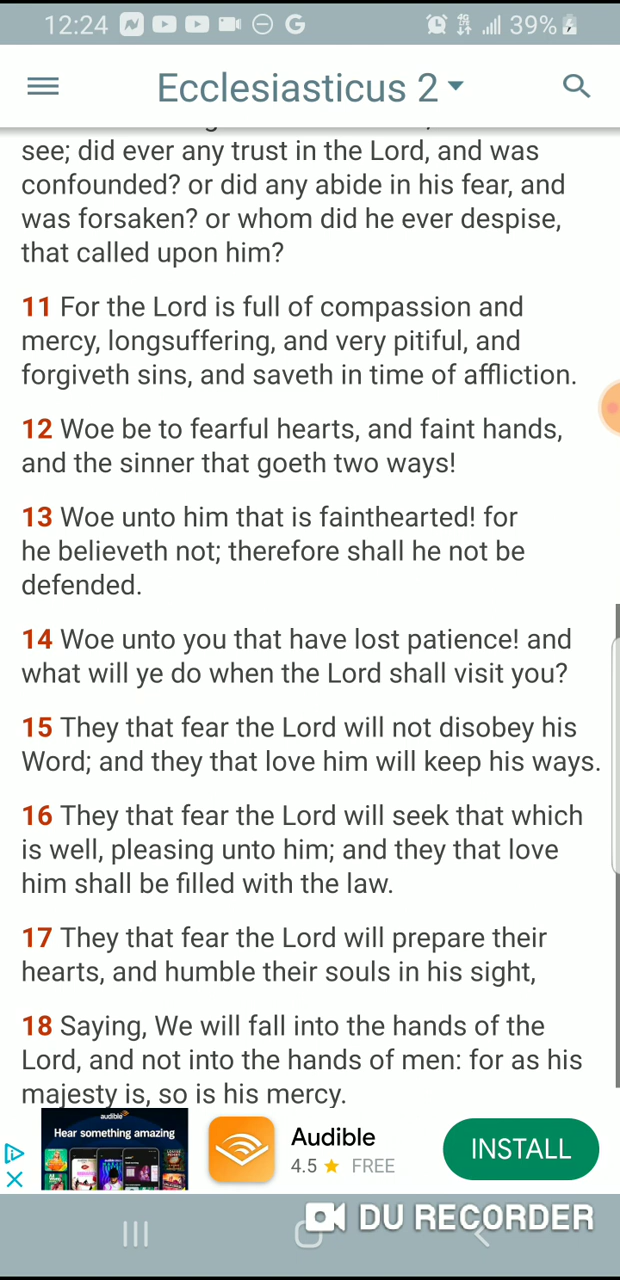 12:24
G
4G
39%
Ecclesiasticus 2
see; did ever any trust in the Lord, and was
confounded? or did any abide in his fear, and
was forsaken? or whom did he ever despise,
that called upon him?
11 For the Lord is full of compassion and
mercy, longsuffering, and very pitiful, and
forgiveth sins, and saveth in time of affliction.
12 Woe be to fearful hearts, and faint hands,
and the sinner that goeth two ways!
13 Woe unto him that is fainthearted! for
he believeth not; therefore shall he not be
defended.
14 Woe unto you that have lost patience! and
what will ye do when the Lord shall visit you?
15 They that fear the Lord will not disobey his
Word; and they that love him will keep his ways.
16 They that fear the Lord will seek that which
is well, pleasing unto him; and they that love
him shall be filled with the law.
17 They that fear the Lord will prepare their
hearts, and humble their souls in his sight,
18 Saying, We will fall into the hands of the
Lord, and not into the hands of men: for as his
majesty is, so is his mercy.
audible
Hear something amazing
Audible
4.5 ★ FREE
INSTALL
DU RECORDER